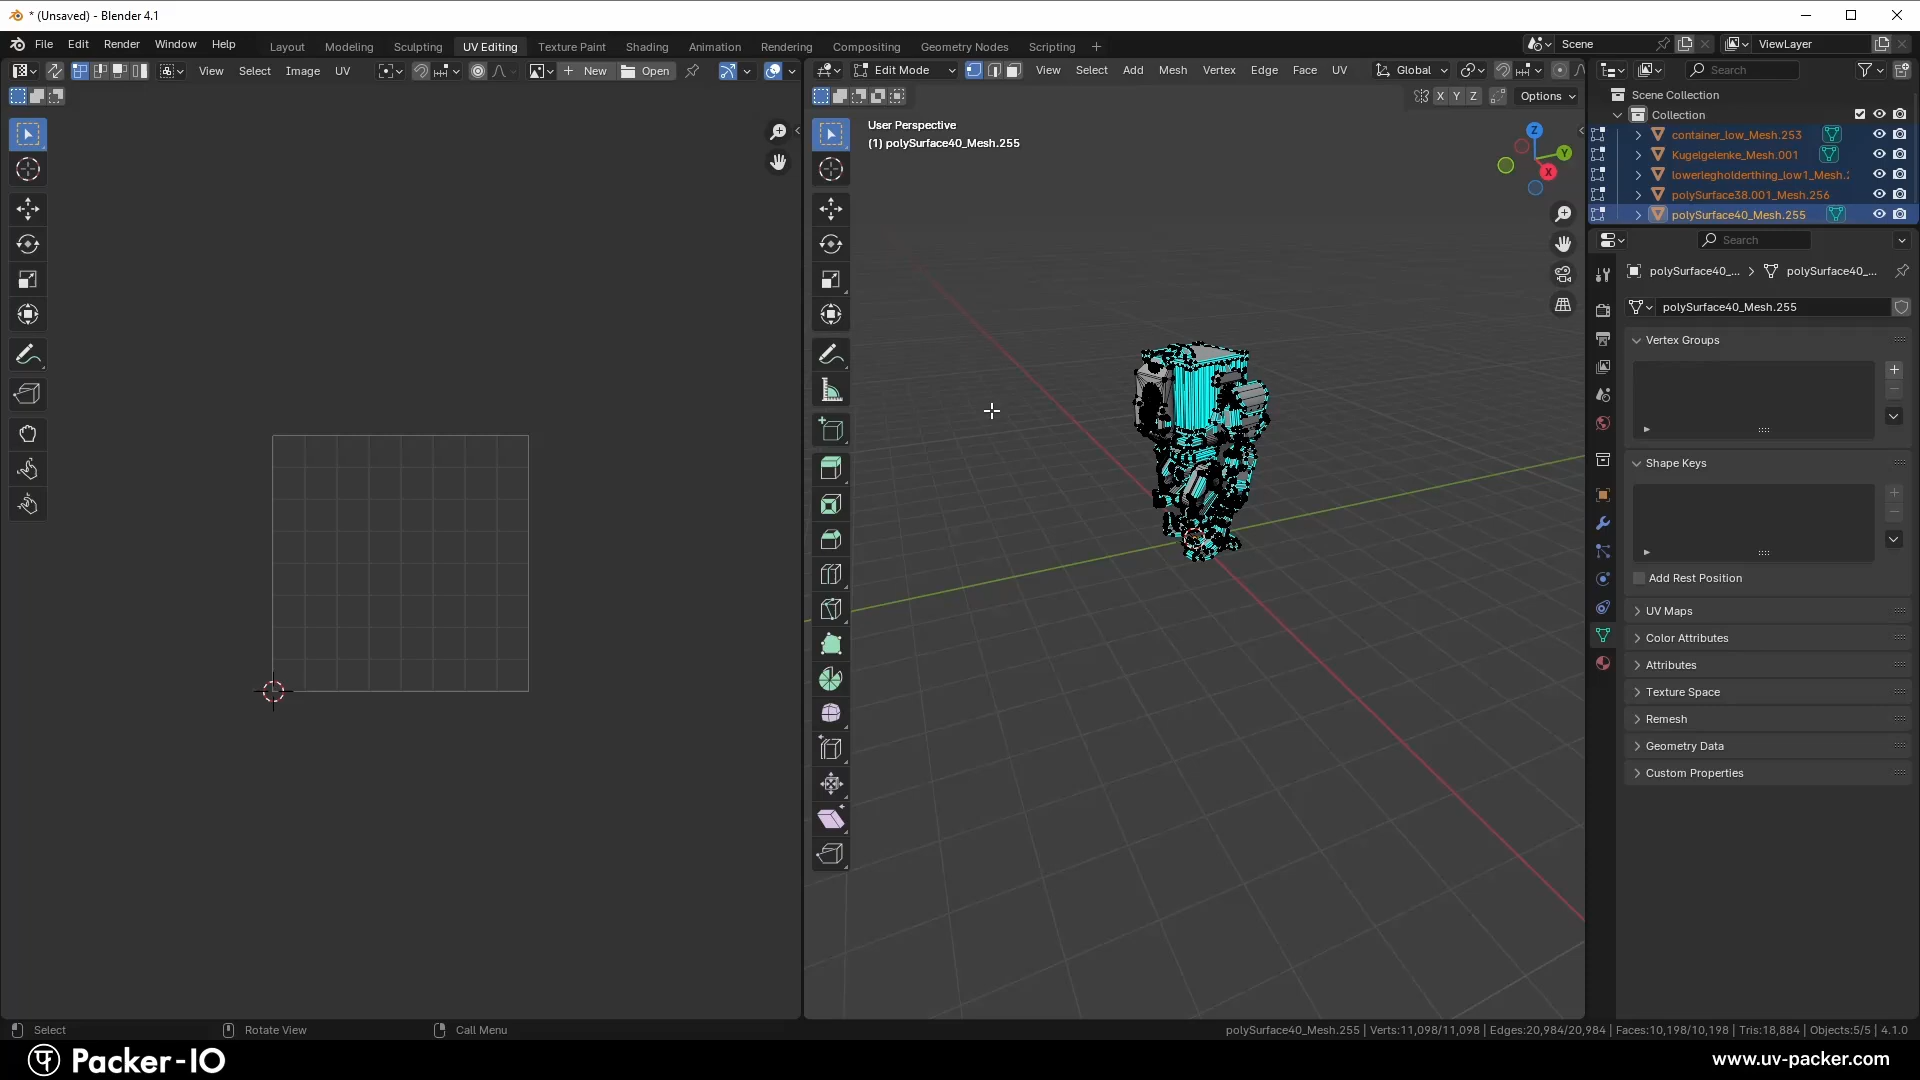 * (Unsaved) - Blender 4.1
File Edit Render Window Help Layout Modeling Sculpting UV Editing Texture Paint Shading Animation Rendering Compositing Geometry Nodes Scripting + Scene ViewLayer
View Select Image UV New Open Edit Mode View Select Add Mesh Vertex Edge Face UV Global Search
X Y Z Options
Scene Collection
Collection
container_low_Mesh.253
Kugelgelenke_Mesh.001
lowerlegholderthing_low1_Mesh.2
polySurface38.001_Mesh.256
polySurface40_Mesh.255
User Perspective
(1) polySurface40_Mesh.255
Z
Y
X
Search
polySurface40_... > polySurface40_...
polySurface40_Mesh.255
Vertex Groups
Shape Keys
Add Rest Position
UV Maps
Color Attributes
Attributes
Texture Space
Remesh
Geometry Data
Custom Properties
Select Rotate View Call Menu polySurface40_Mesh.255 | Verts:11,098/11,098 | Edges:20,984/20,984 | Faces:10,198/10,198 | Tris:18,884 | Objects:5/5 | 4.1.0
Packer-IO www.uv-packer.com